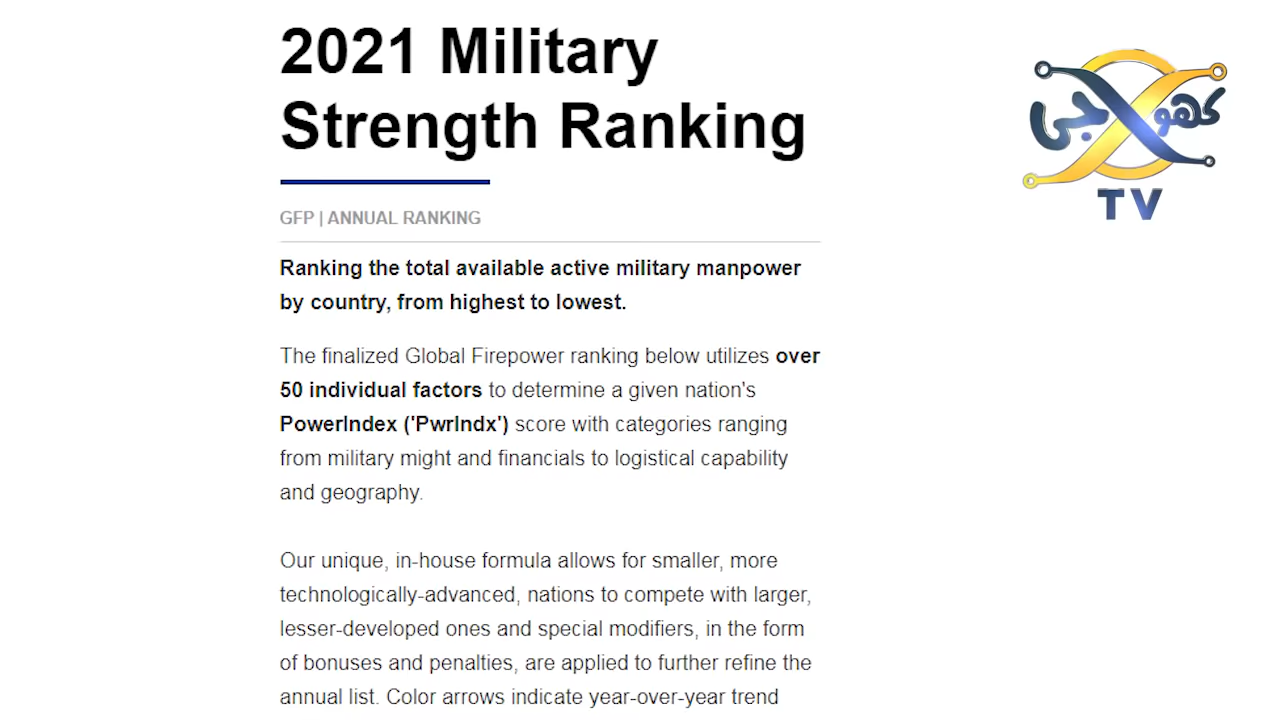 2021 Military
Strength Ranking
GFP | ANNUAL RANKING
Ranking the total available active military manpower
by country, from highest to lowest.
The finalized Global Firepower ranking below utilizes over
50 individual factors to determine a given nation's
PowerIndex ('PwrIndx') score with categories ranging
from military might and financials to logistical capability
and geography.
Our unique, in-house formula allows for smaller, more
technologically-advanced, nations to compete with larger,
lesser-developed ones and special modifiers, in the form
of bonuses and penalties, are applied to further refine the
annual list. Color arrows indicate year-over-year trend
کھوجی
TV